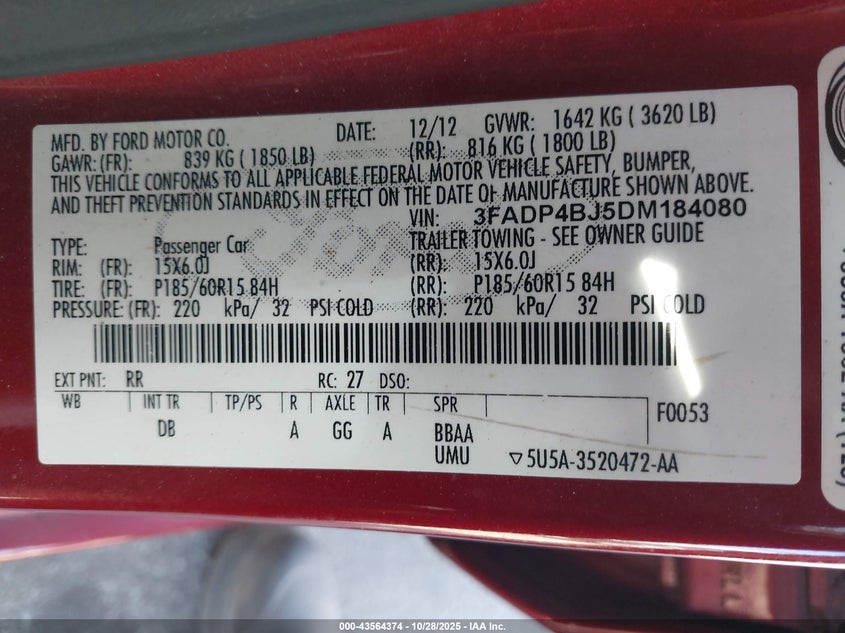 MFD. BY FORD MOTOR CO. DATE: 12/12 GVWR: 1642 KG ( 3620 LB)
GAWR: (FR): 839 KG ( 1850 LB) (RR): 816 KG ( 1800 LB)
THIS VEHICLE CONFORMS TO ALL APPLICABLE FEDERAL MOTOR VEHICLE SAFETY, BUMPER,
AND THEFT PREVENTION STANDARDS IN EFFECT ON THE DATE OF MANUFACTURE SHOWN ABOVE.
VIN: 3FADP4BJ5DM184080
TYPE: Passenger Car TRAILER TOWING - SEE OWNER GUIDE
RIM: (FR): 15X6.0J (RR): 15X6.0J
TIRE: (FR): P185/60R15 84H (RR): P185/60R15 84H
PRESSURE: (FR): 220 kPa/ 32 PSI COLD (RR): 220 kPa/ 32 PSI COLD
EXT PNT: RR RC: 27 DSO:
WB INT TR TP/PS R AXLE TR SPR F0053
DB A GG A BBAA
UMU ▽5U5A-3520472-AA
000-43564374 | 10/28/2025 | IAA Inc.